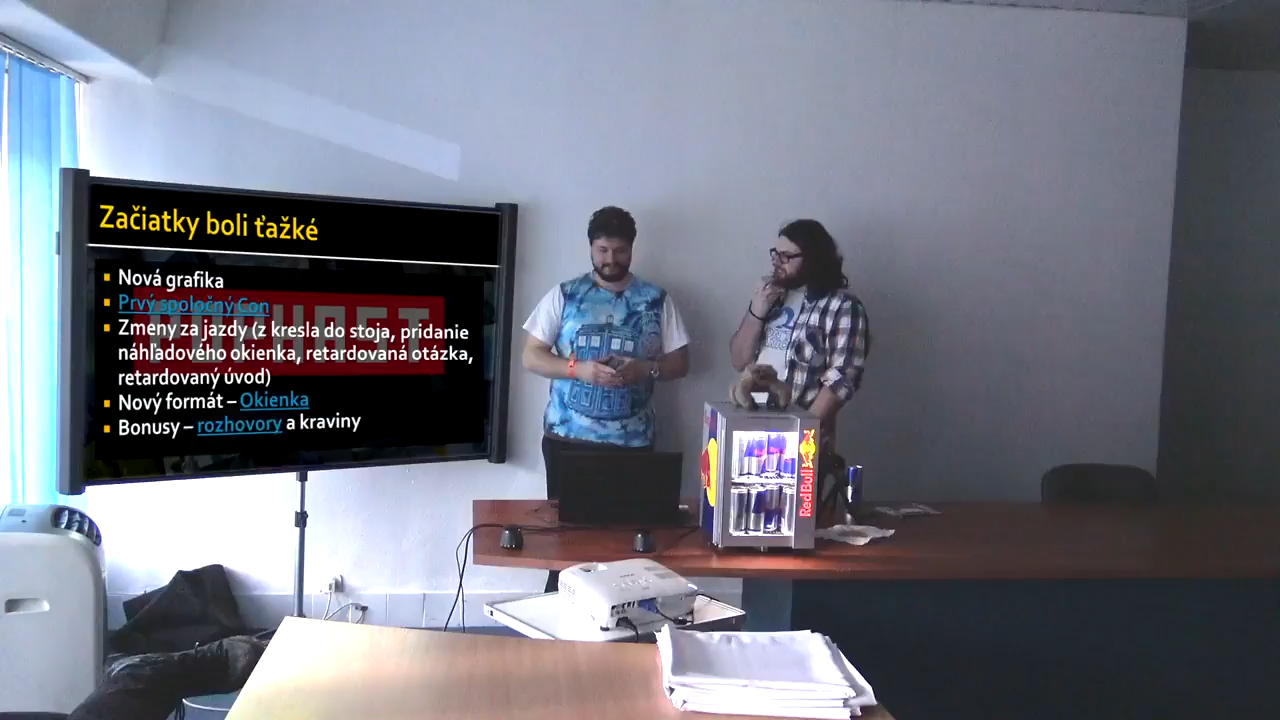 Začiatky boli ťažké
Nová grafika
Prvý spoločný Con
Zmeny za jazdy (z kresla do stoja, pridanie
náhľadového okienka, retardovaná otázka,
retardovaný úvod)
Nový formát – Okienka
Bonusy – rozhovory a kraviny
Red Bull